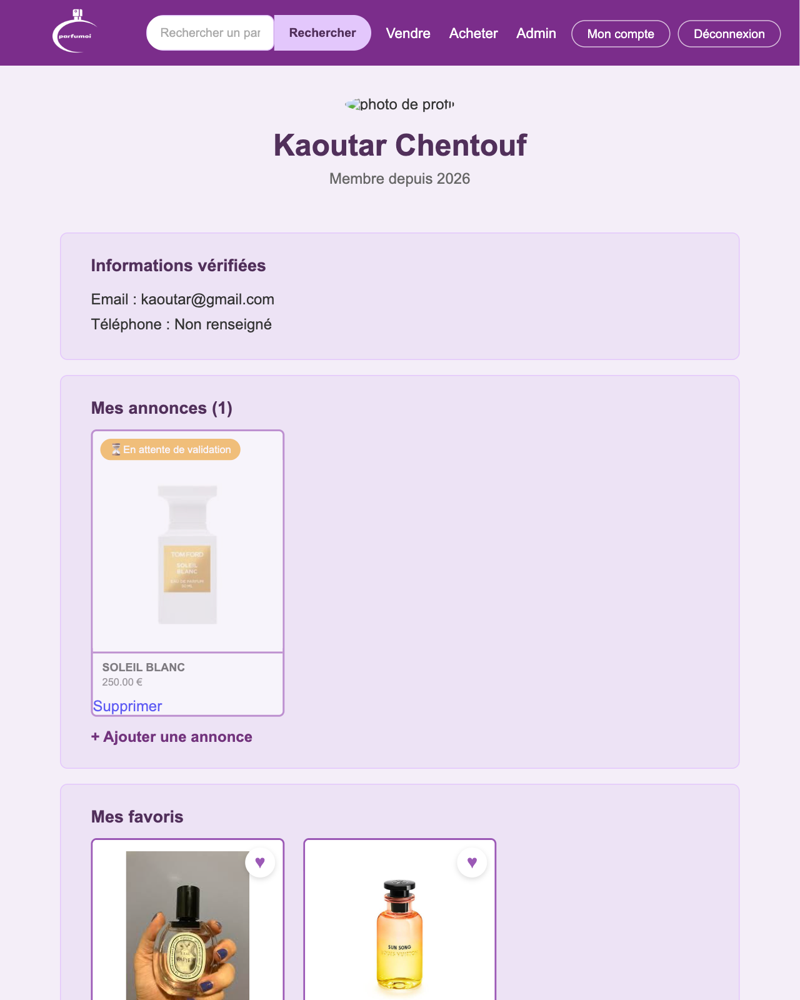 parfumoi
Rechercher un par
Rechercher
Vendre
Acheter
Admin
Mon compte
Déconnexion
photo de profil
Kaoutar Chentouf
Membre depuis 2026
Informations vérifiées
Email : kaoutar@gmail.com
Téléphone : Non renseigné
Mes annonces (1)
⌛En attente de validation
TOM FORD
SOLEIL
BLANC
EAU DE PARFUM
50 ML
SOLEIL BLANC
250.00 €
Supprimer
+ Ajouter une annonce
Mes favoris
♥
♥
L'EAU
PAPIER
SUN SONG
LOUIS VUITTON